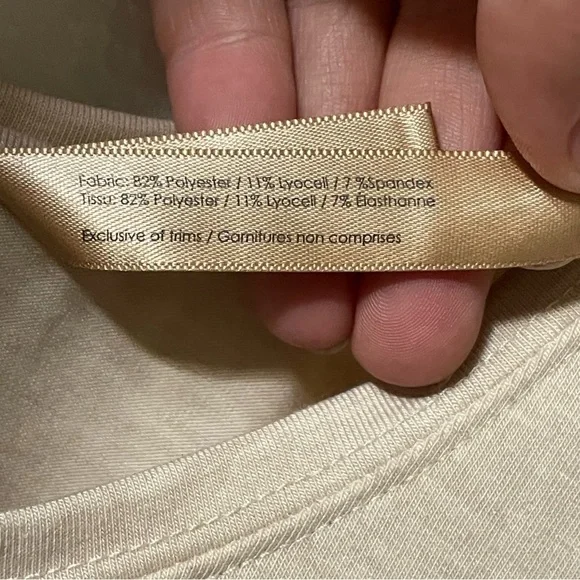 Fabric: 82% Polyester / 11% Lyocell / 7 %Spandex
Tissu: 82% Polyester / 11% Lyocell / 7% Elasthanne
Exclusive of trims / Garnitures non comprises